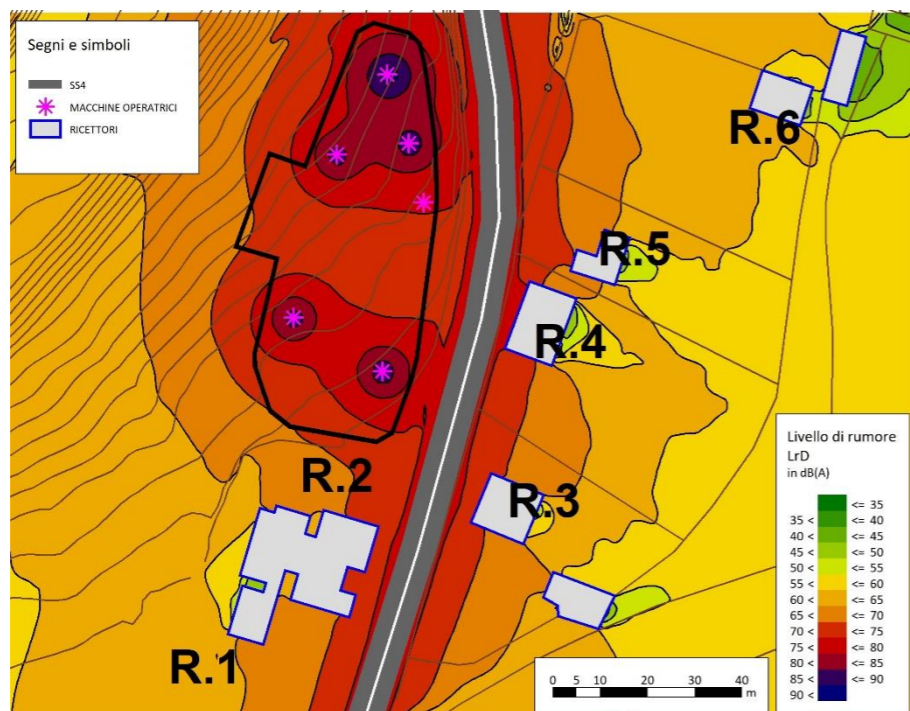 Segni e simboli
SS4
MACCHINE OPERATRICI
RICETTORI
R.6
R.5
R.4
R.2
R.3
R.1
Livello di rumore
LrD
in dB(A)
<= 35
35 < <= 40
40 < <= 45
45 < <= 50
50 < <= 55
55 < <= 60
60 < <= 65
65 < <= 70
70 < <= 75
75 < <= 80
80 < <= 85
85 < <= 90
90 <
0 5 10 20 30 40
m